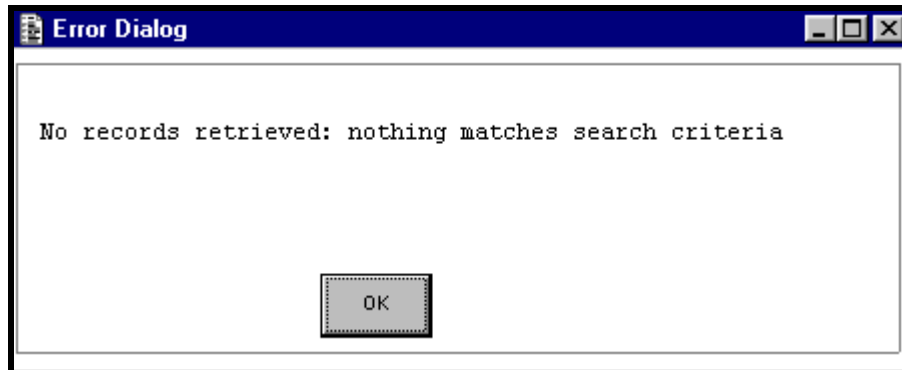 Error Dialog
No records retrieved: nothing matches search criteria
OK